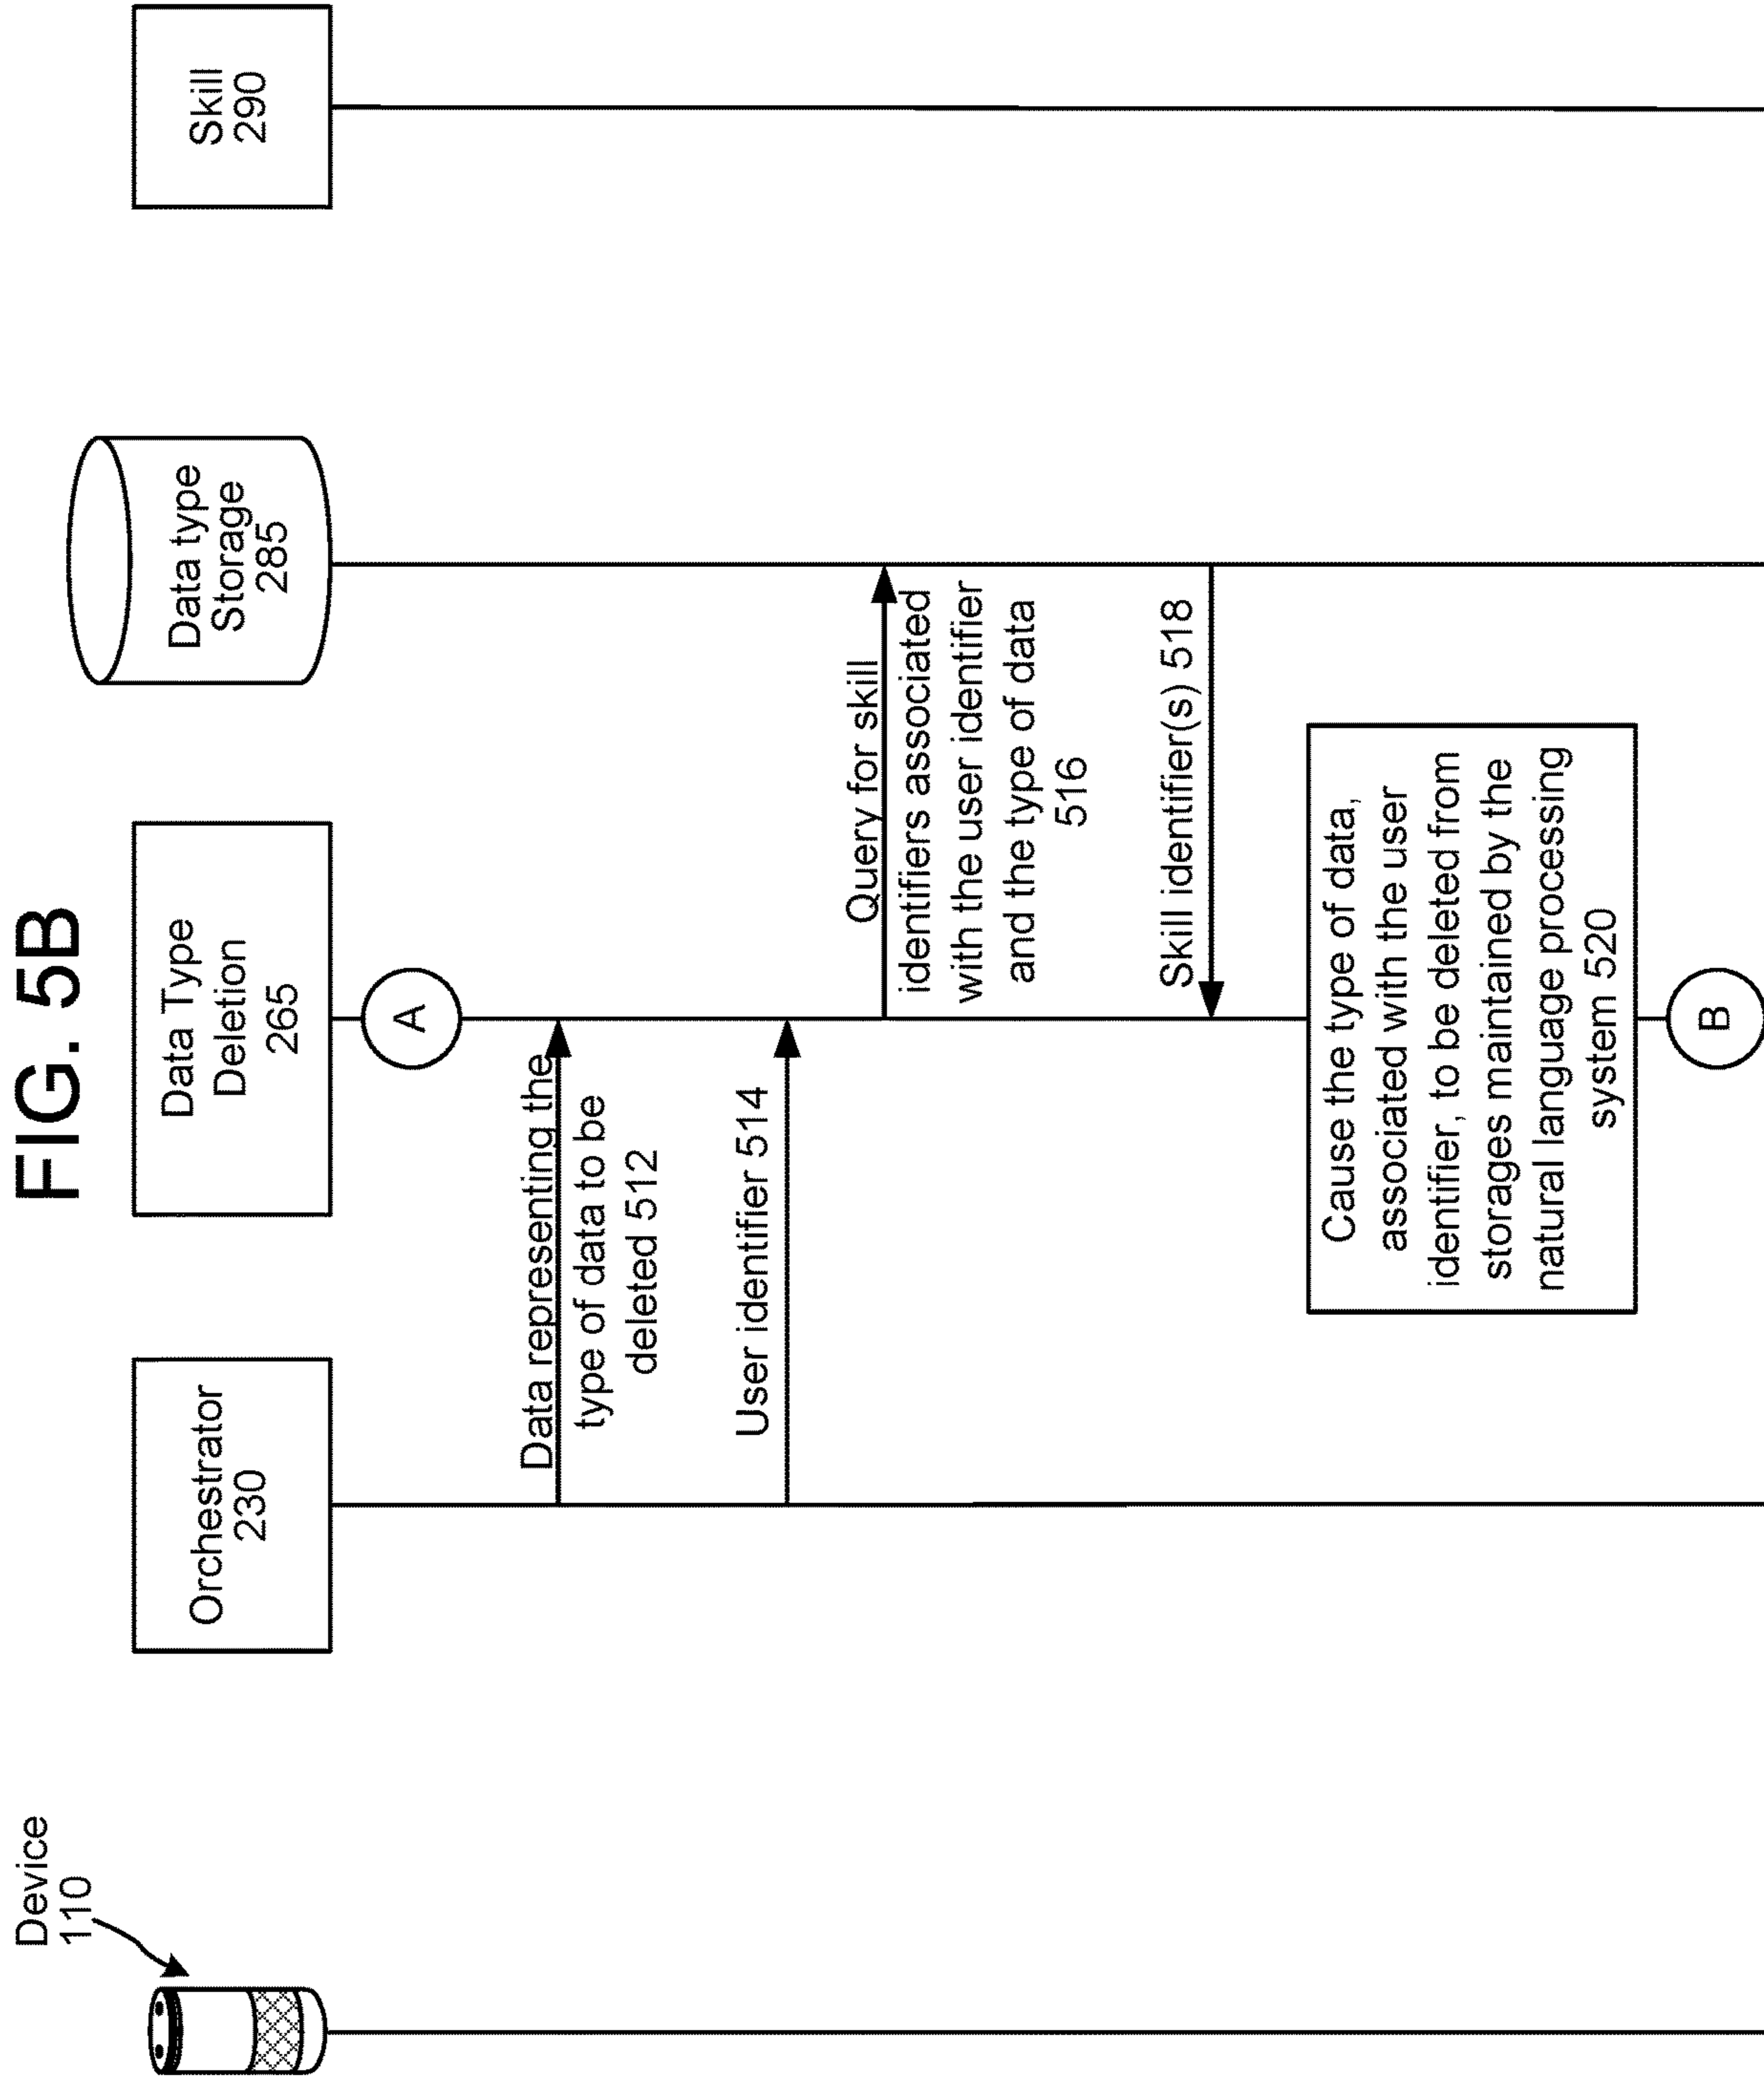 FIG. 5B
Device
110
Orchestrator
230
Data Type
Deletion
265
Data type
Storage
285
Skill
290
A
Data representing the
type of data to be
deleted 512
User identifier 514
Query for skill
identifiers associated
with the user identifier
and the type of data
516
Skill identifier(s) 518
Cause the type of data,
associated with the user
identifier, to be deleted from
storages maintained by the
natural language processing
system 520
B